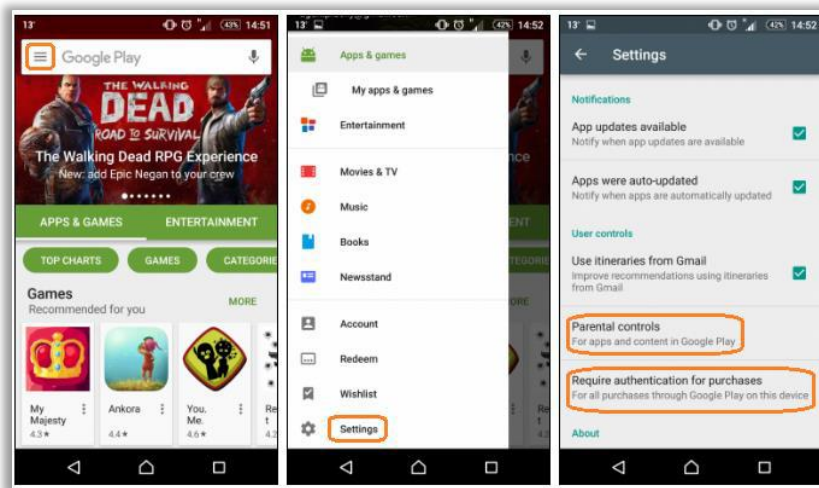 13°
43%
14:51
Google Play
THE WALKING
DEAD
ROAD TO SURVIVAL
The Walking Dead RPG Experience
New: add Epic Negan to your crew
APPS & GAMES
ENTERTAINMENT
TOP CHARTS
GAMES
CATEGORIE
Games
Recommended for you
MORE
My
Majesty
4.3★
Ankora
4.4★
You.
Me.
4.6★
Re
t
4.2
13°
42%
14:52
Apps & games
My apps & games
Entertainment
Movies & TV
Music
Books
Newsstand
Account
Redeem
Wishlist
Settings
13°
42%
14:52
Settings
Notifications
App updates available
Notify when app updates are available
Apps were auto-updated
Notify when apps are automatically updated
User controls
Use itineraries from Gmail
Improve recommendations using itineraries
from Gmail
Parental controls
For apps and content in Google Play
Require authentication for purchases
For all purchases through Google Play on this device
About